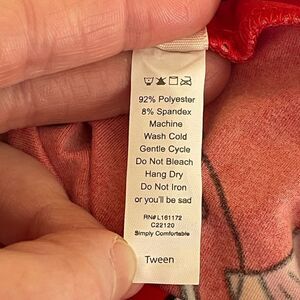 92% Polyester
8% Spandex
Machine
Wash Cold
Gentle Cycle
Do Not Bleach
Hang Dry
Do Not Iron
or you'll be sad
RN# L161172
C22120
Simply Comfortable
Tween